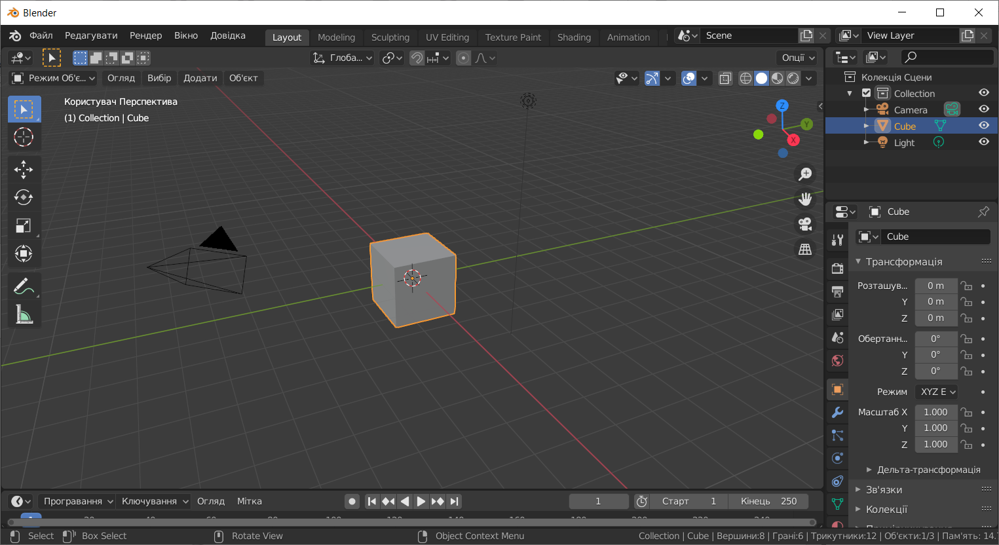 Blender
Файл Редагувати Рендер Вікно Довідка Layout Modeling Sculpting UV Editing Texture Paint Shading Animation Scene View Layer
Глоба... Опції
Режим Об'є... Огляд Вибір Додати Об'єкт
Користувач Перспектива
(1) Collection | Cube
Z
Y
X
Колекція Сцени
Collection
Camera
Cube
Light
Cube
Cube
Трансформація
Розташув... 0 m
Y 0 m
Z 0 m
Обертанн... 0°
Y 0°
Z 0°
Режим XYZ E
Масштаб X 1.000
Y 1.000
Z 1.000
Дельта-трансформація
Зв'язки
Колекції
Програвання Ключування Огляд Мітка 1 Старт 1 Кінець 250
Select Box Select Rotate View Object Context Menu Collection | Cube | Вершини:8 | Грані:6 | Трикутники:12 | Об'єкти:1/3 | Пам'ять: 14.